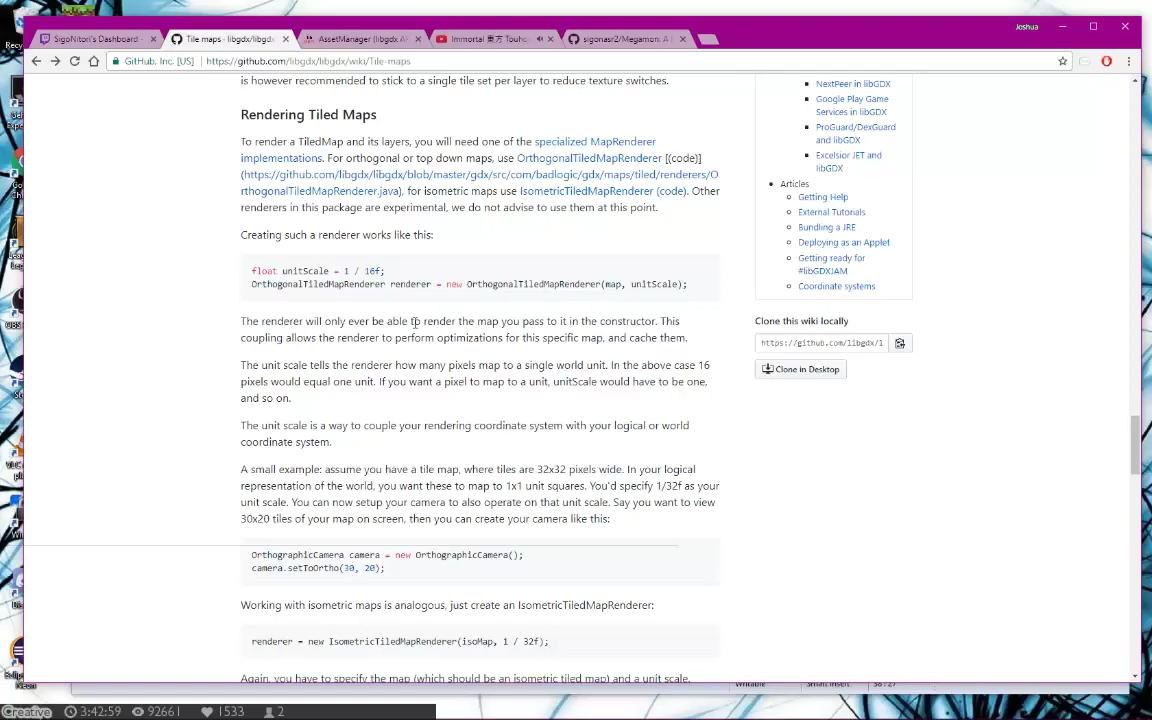 Joshua
SigoNitori's Dashboard -
Tile maps · libgdx/libgdx
AssetManager (libgdx A
Immortal 東方 Touho
sigonasr2/Megamon: A
GitHub, Inc. [US]
https://github.com/libgdx/libgdx/wiki/Tile-maps
is however recommended to stick to a single tile set per layer to reduce texture switches.
Rendering Tiled Maps
To render a TiledMap and its layers, you will need one of the specialized MapRenderer
implementations. For orthogonal or top down maps, use OrthogonalTiledMapRenderer [(code)]
(https://github.com/libgdx/libgdx/blob/master/gdx/src/com/badlogic/gdx/maps/tiled/renderers/O
rthogonalTiledMapRenderer.java), for isometric maps use IsometricTiledMapRenderer (code). Other
renderers in this package are experimental, we do not advise to use them at this point.
Creating such a renderer works like this:
float unitScale = 1 / 16f;
OrthogonalTiledMapRenderer renderer = new OrthogonalTiledMapRenderer(map, unitScale);
The renderer will only ever be able to render the map you pass to it in the constructor. This
coupling allows the renderer to perform optimizations for this specific map, and cache them.
The unit scale tells the renderer how many pixels map to a single world unit. In the above case 16
pixels would equal one unit. If you want a pixel to map to a unit, unitScale would have to be one,
and so on.
The unit scale is a way to couple your rendering coordinate system with your logical or world
coordinate system.
A small example: assume you have a tile map, where tiles are 32x32 pixels wide. In your logical
representation of the world, you want these to map to 1x1 unit squares. You'd specify 1/32f as your
unit scale. You can now setup your camera to also operate on that unit scale. Say you want to view
30x20 tiles of your map on screen, then you can create your camera like this:
OrthographicCamera camera = new OrthographicCamera();
camera.setToOrtho(30, 20);
Working with isometric maps is analogous, just create an IsometricTiledMapRenderer:
renderer = new IsometricTiledMapRenderer(isoMap, 1 / 32f);
Again, you have to specify the map (which should be an isometric tiled map) and a unit scale.
NextPeer in libGDX
Google Play Game
Services in libGDX
ProGuard/DexGuard
and libGDX
Excelsior JET and
libGDX
Articles
Getting Help
External Tutorials
Bundling a JRE
Deploying as an Applet
Getting ready for
#libGDXJAM
Coordinate systems
Clone this wiki locally
https://github.com/libgdx/l
Clone in Desktop
Writable
Smart Insert
Creative
3:42:59
92661
1533
2